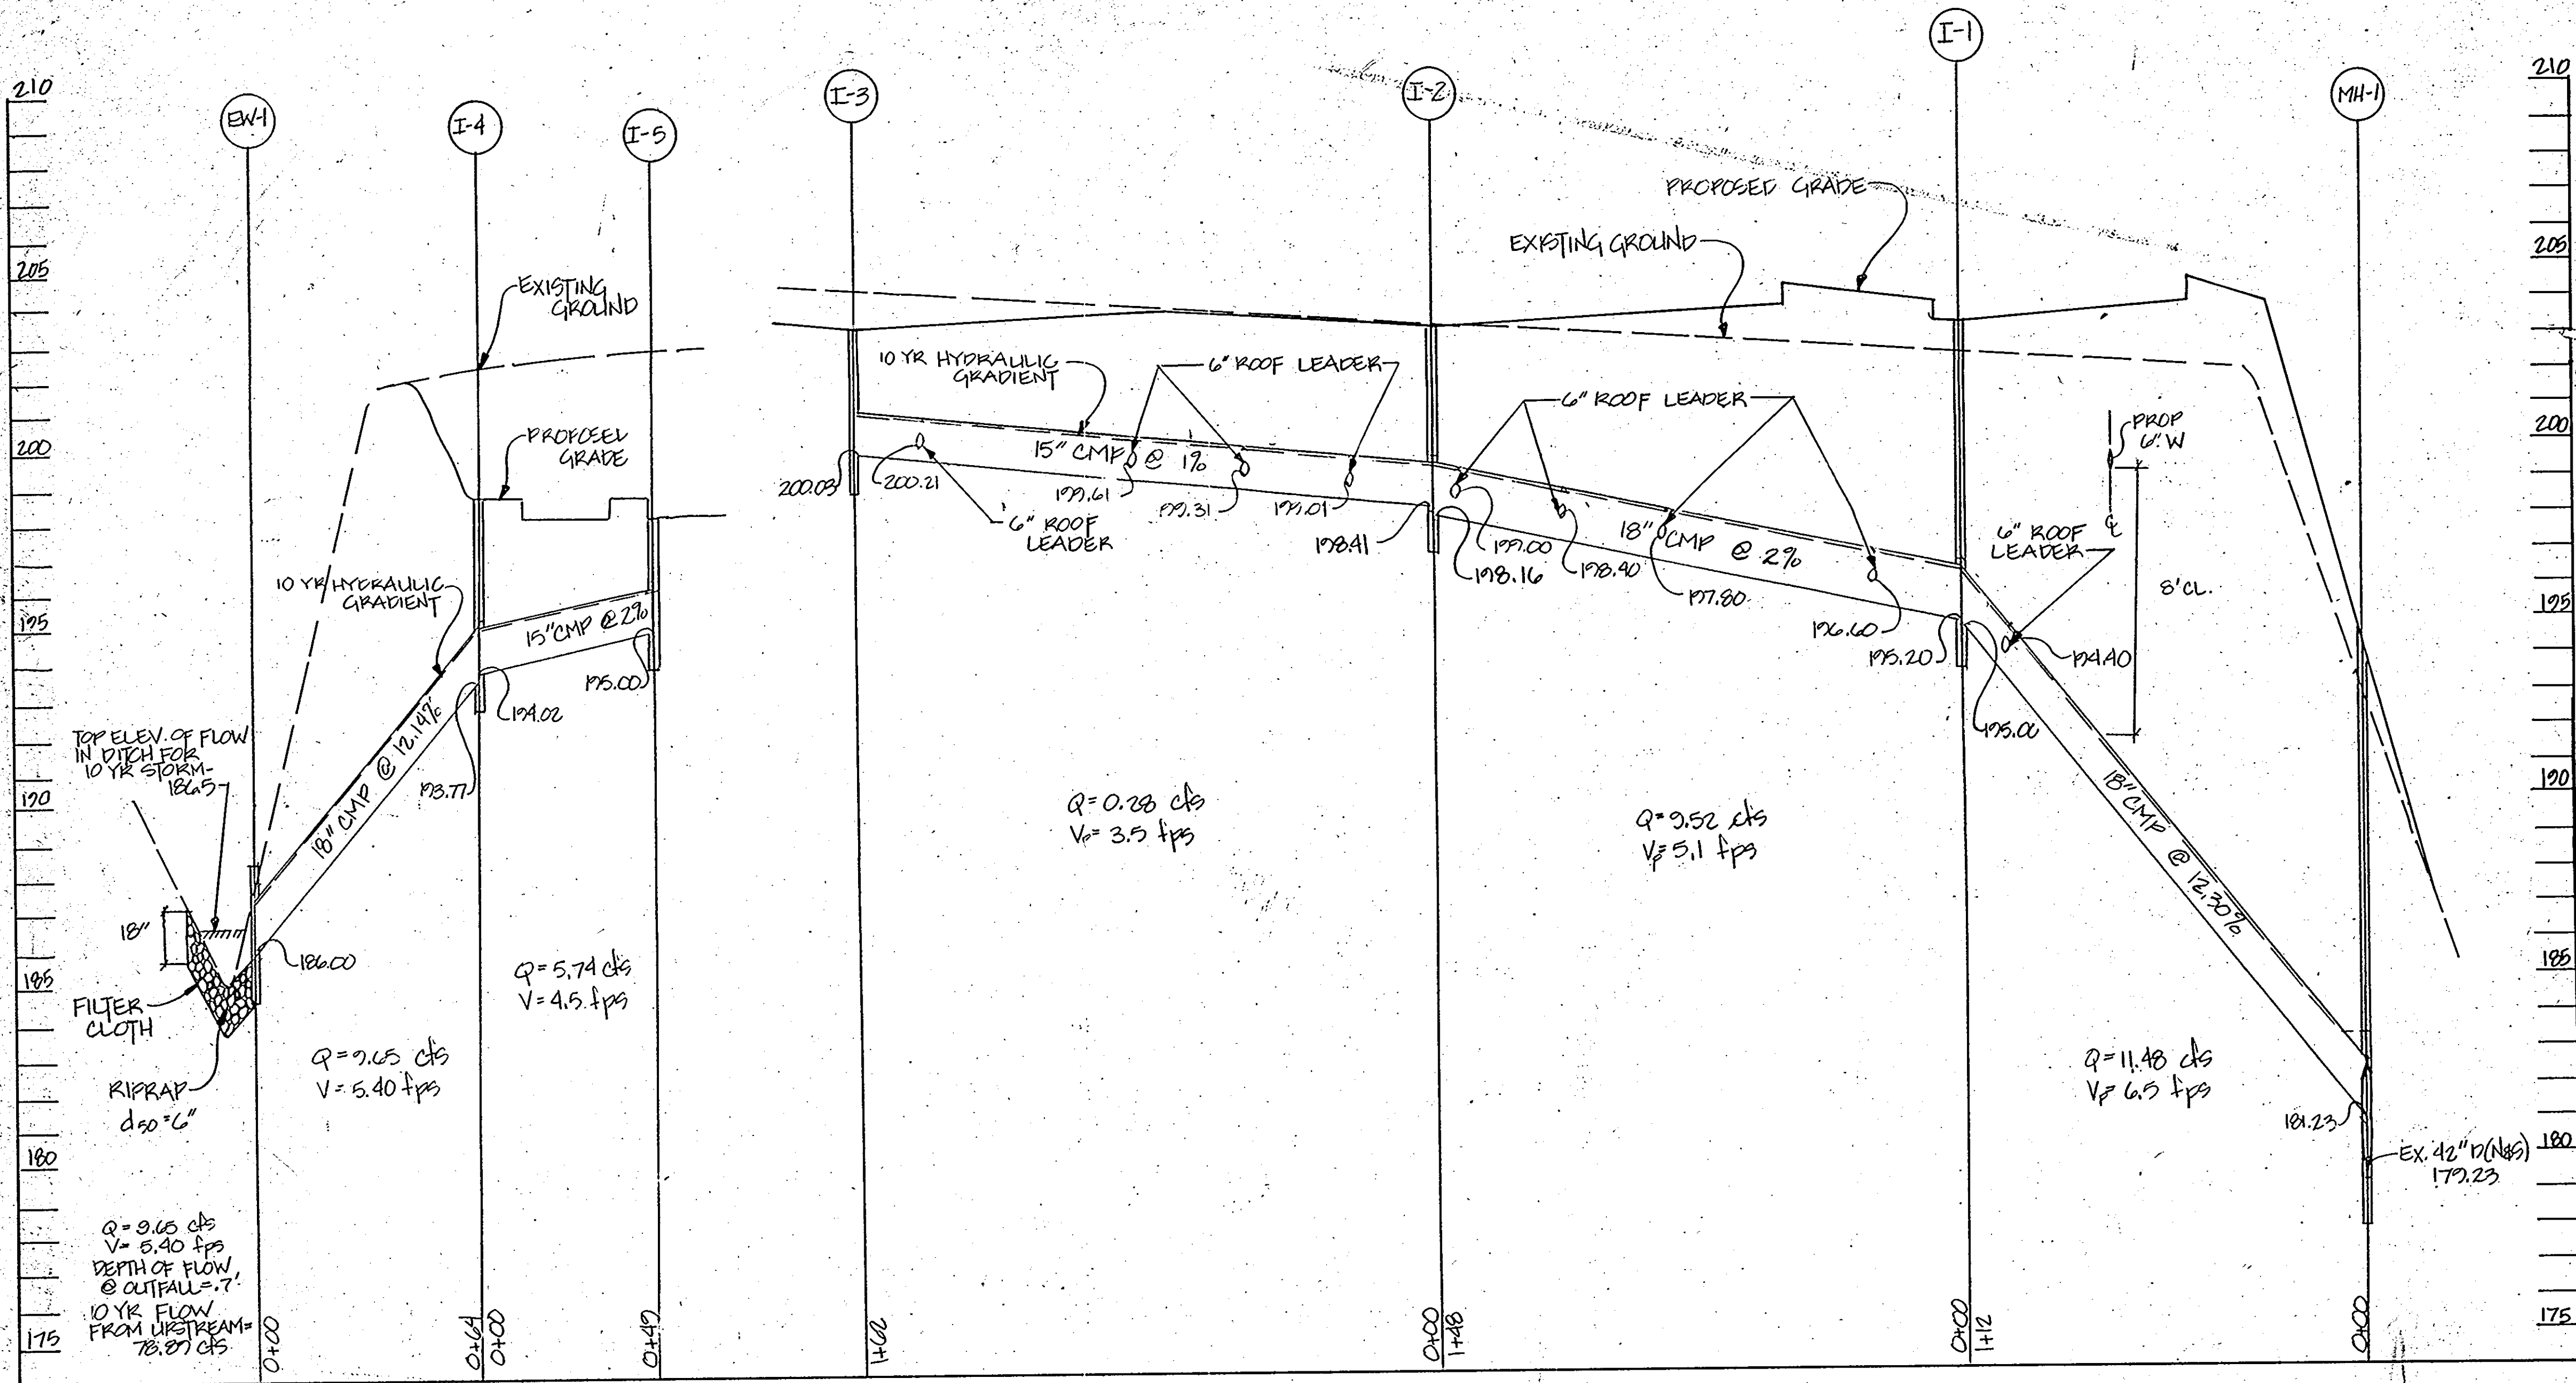 I-1
210
EW-1
I-4
I-5
I-3
I-2
MH-1
210
PROPOSED GRADE
EXISTING GROUND
205
205
EXISTING
GROUND
10 YR HYDRAULIC
GRADIENT
6" ROOF LEADER
6" ROOF LEADER
PROP
6" W
200
200
PROPOSED
GRADE
15" CMP @ 1%
200.03
200.21
199.61
199.31
199.01
198.41
6" ROOF
LEADER
199.00
198.16
198.40
18" CMP @ 2%
197.80
196.60
195.20
6" ROOF
LEADER
℄
8' CL.
194.40
195.00
10 YR HYDRAULIC
GRADIENT
195
195
15" CMP @ 2%
195.00
194.02
193.77
18" CMP @ 12.14%
TOP ELEV. OF FLOW
IN DITCH FOR
10 YR STORM-
186.5
190
190
18" CMP @ 12.30%
Q=0.28 cfs
Vp= 3.5 fps
Q=9.52 cfs
Vp= 5.1 fps
18"
186.00
185
185
FILTER
CLOTH
Q=5.74 cfs
V=4.5 fps
Q=9.65 cfs
V= 5.40 fps
RIPRAP
d50=6"
Q=11.48 cfs
Vp= 6.5 fps
181.23
180
180
EX. 42" D(N&S)
179.23
Q=9.65 cfs
V= 5.40 fps
DEPTH OF FLOW
@ OUTFALL=.7'
10 YR FLOW
FROM UPSTREAM=
78.89 cfs
175
175
0+00
0+64
0+00
0+49
1+62
0+00
1+48
0+00
1+12
0+00